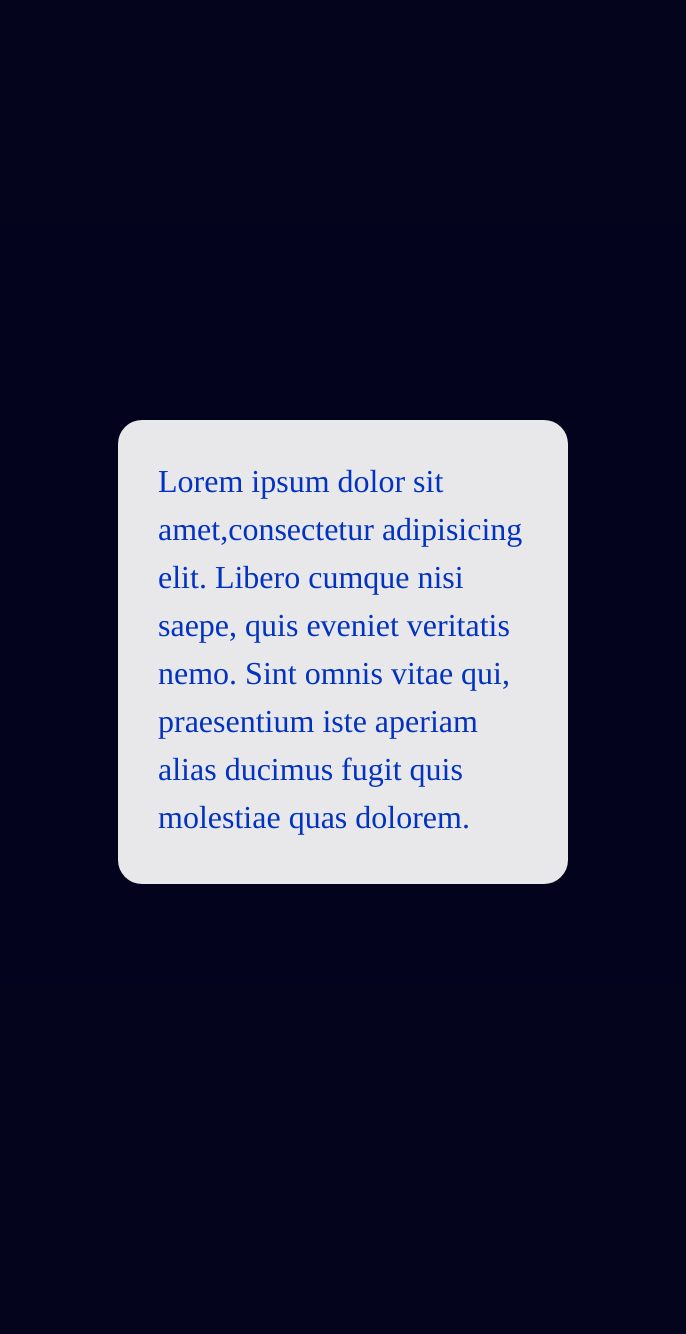 Lorem ipsum dolor sit
amet,consectetur adipisicing
elit. Libero cumque nisi
saepe, quis eveniet veritatis
nemo. Sint omnis vitae qui,
praesentium iste aperiam
alias ducimus fugit quis
molestiae quas dolorem.